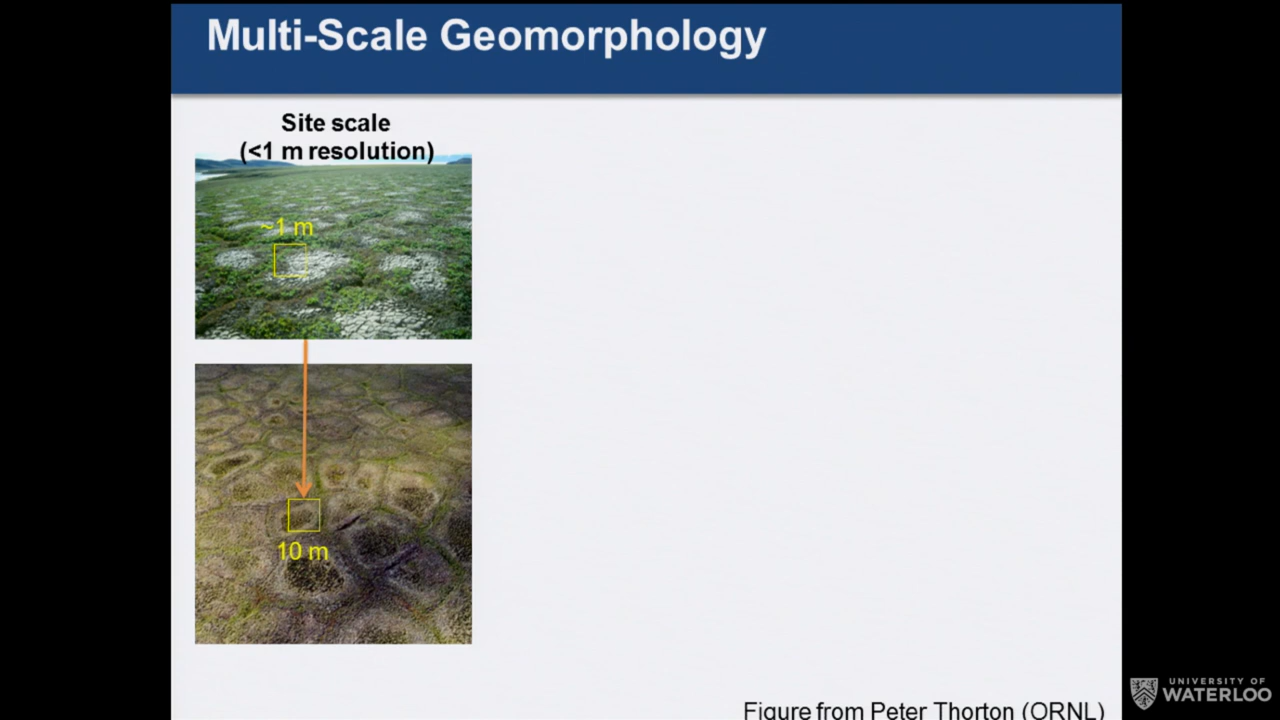 Multi-Scale Geomorphology
Site scale
(<1 m resolution)
~1 m
10 m
Figure from Peter Thorton (ORNL)
UNIVERSITY OF
WATERLOO